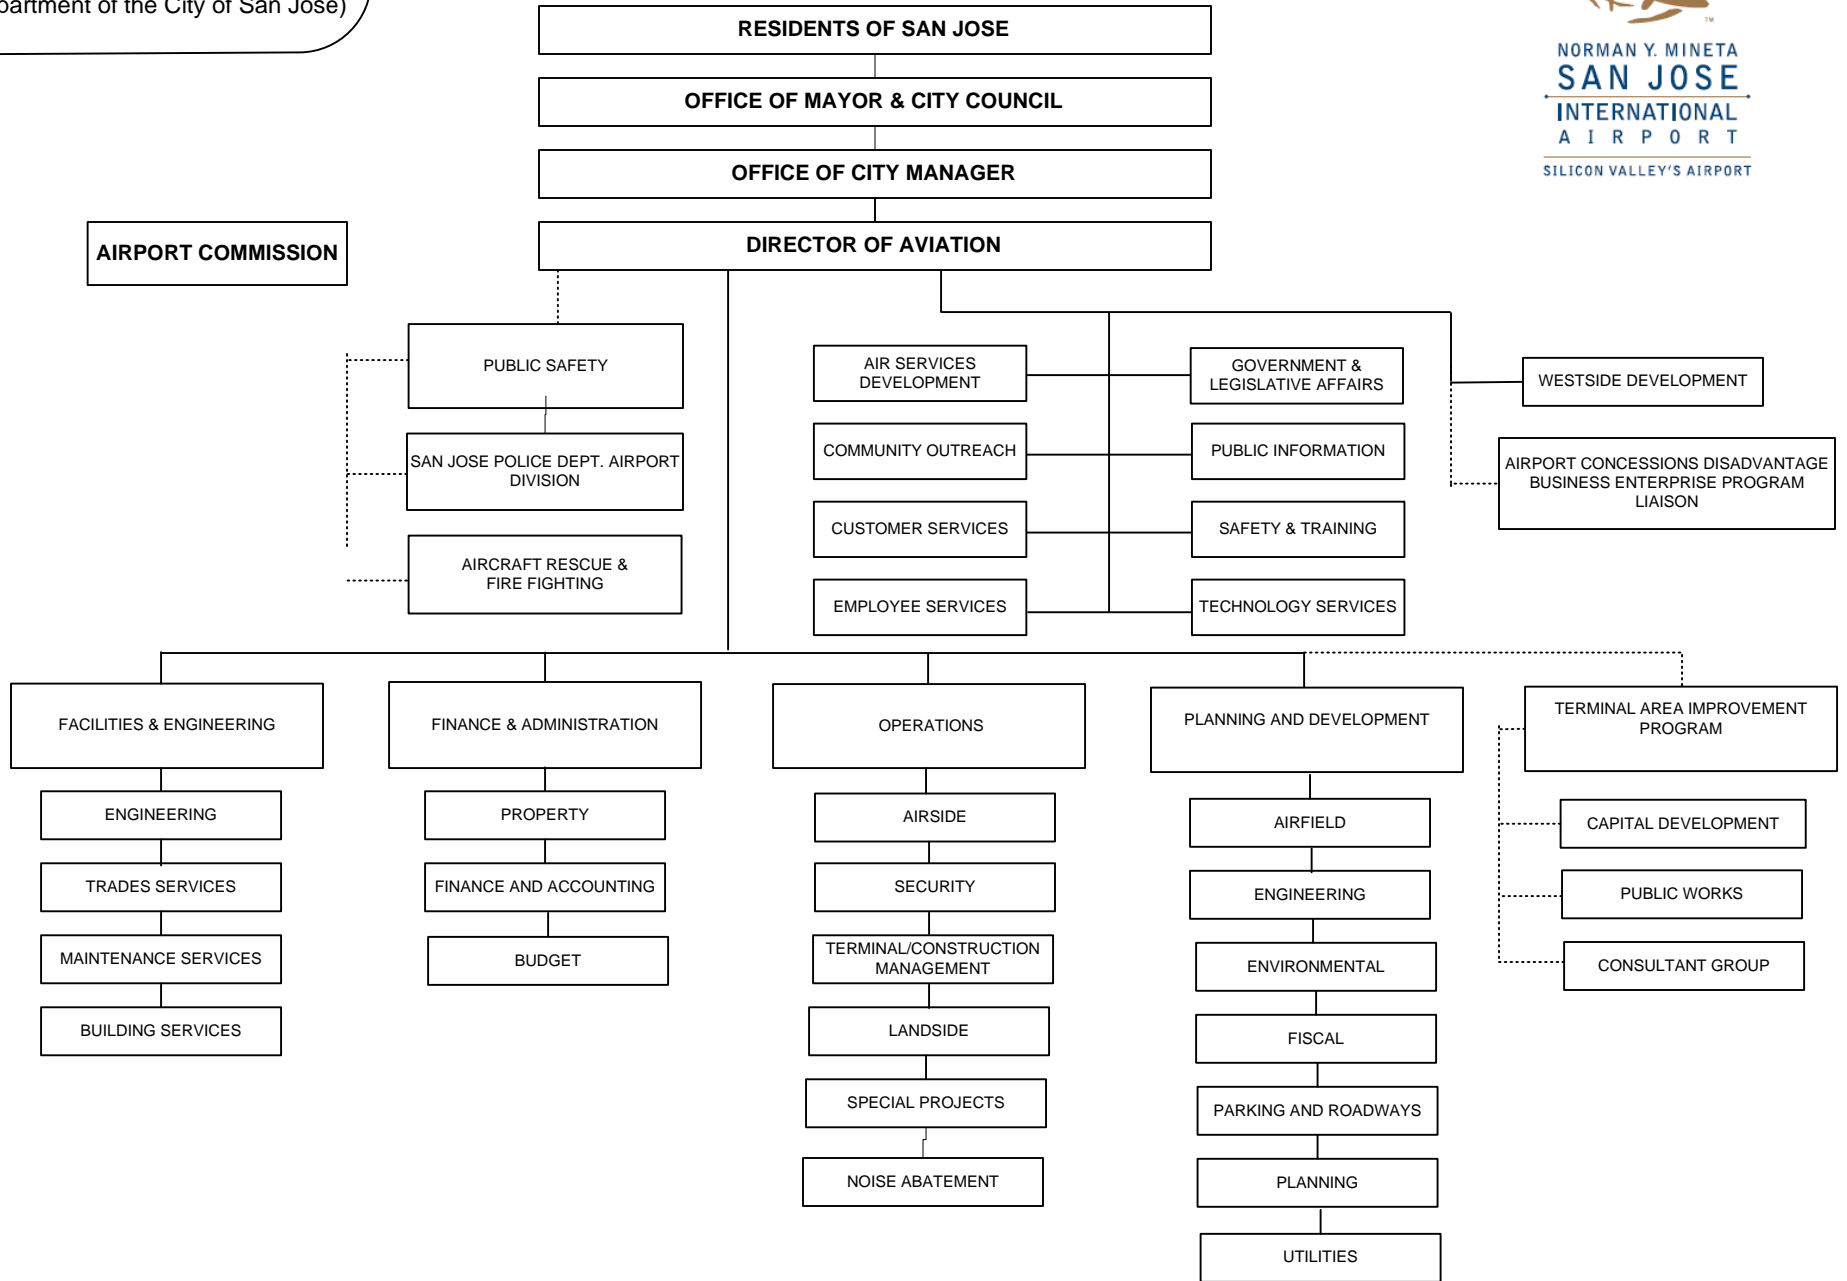 partment of the City of San Jose)
RESIDENTS OF SAN JOSE
OFFICE OF MAYOR & CITY COUNCIL
OFFICE OF CITY MANAGER
DIRECTOR OF AVIATION
AIRPORT COMMISSION
TM
NORMAN Y. MINETA
SAN JOSE
INTERNATIONAL
AIRPORT
SILICON VALLEY'S AIRPORT
PUBLIC SAFETY
SAN JOSE POLICE DEPT. AIRPORT
DIVISION
AIRCRAFT RESCUE &
FIRE FIGHTING
AIR SERVICES
DEVELOPMENT
GOVERNMENT &
LEGISLATIVE AFFAIRS
COMMUNITY OUTREACH
PUBLIC INFORMATION
CUSTOMER SERVICES
SAFETY & TRAINING
EMPLOYEE SERVICES
TECHNOLOGY SERVICES
WESTSIDE DEVELOPMENT
AIRPORT CONCESSIONS DISADVANTAGE
BUSINESS ENTERPRISE PROGRAM
LIAISON
FACILITIES & ENGINEERING
ENGINEERING
TRADES SERVICES
MAINTENANCE SERVICES
BUILDING SERVICES
FINANCE & ADMINISTRATION
PROPERTY
FINANCE AND ACCOUNTING
BUDGET
OPERATIONS
AIRSIDE
SECURITY
TERMINAL/CONSTRUCTION
MANAGEMENT
LANDSIDE
SPECIAL PROJECTS
NOISE ABATEMENT
PLANNING AND DEVELOPMENT
AIRFIELD
ENGINEERING
ENVIRONMENTAL
FISCAL
PARKING AND ROADWAYS
PLANNING
UTILITIES
TERMINAL AREA IMPROVEMENT
PROGRAM
CAPITAL DEVELOPMENT
PUBLIC WORKS
CONSULTANT GROUP